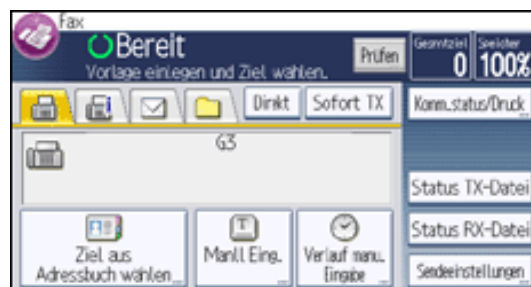 Fax
Bereit
Vorlage einlegen und Ziel wählen.
Prüfen
Gesamtziel
0
Speicher
100%
Direkt
Sofort TX
Komm.status/Druck
G3
Status TX-Datei
Status RX-Datei
Ziel aus
Adressbuch wählen
Manll Eing.
Verlauf manu.
Eingabe
Sendeeinstellungen